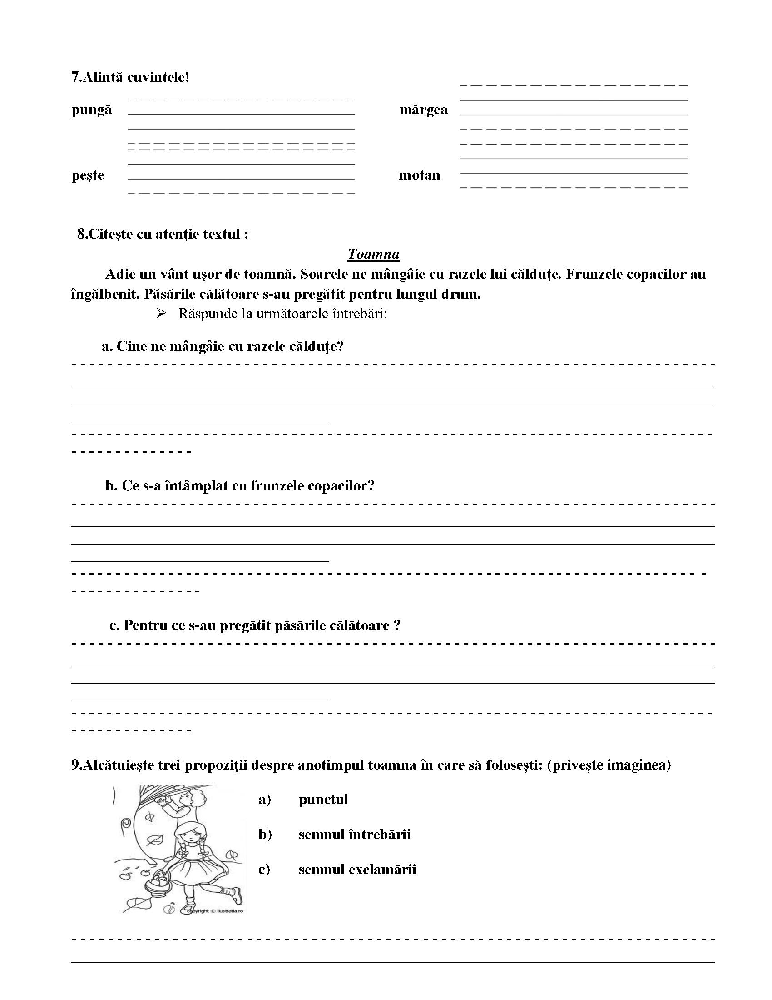 7.Alintă cuvintele!
pungă mărgea
peşte motan
8.Citeşte cu atenţie textul :
Toamna
Adie un vânt uşor de toamnă. Soarele ne mângâie cu razele lui călduţe. Frunzele copacilor au
îngălbenit. Păsările călătoare s-au pregătit pentru lungul drum.
➢ Răspunde la următoarele întrebări:
a. Cine ne mângâie cu razele călduţe?
b. Ce s-a întâmplat cu frunzele copacilor?
c. Pentru ce s-au pregătit păsările călătoare ?
9.Alcătuieşte trei propoziţii despre anotimpul toamna în care să folosești: (privește imaginea)
a) punctul
b) semnul întrebării
c) semnul exclamării
copyright © ilustratia.ro